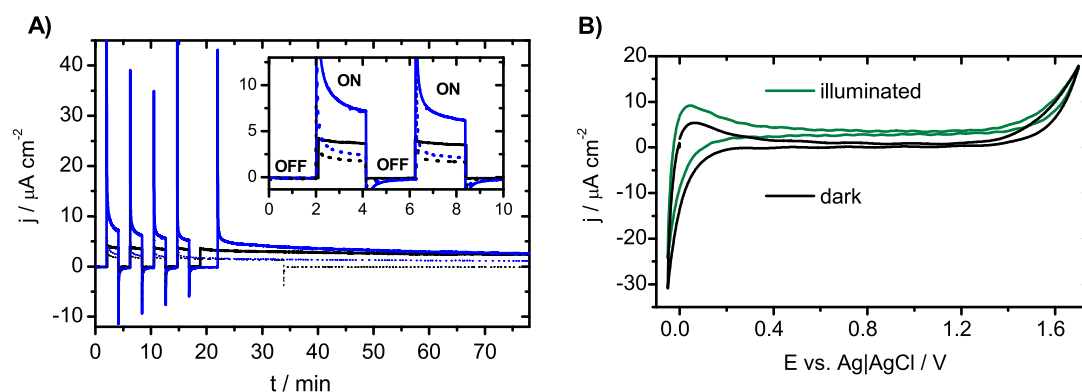 A)
j / µA cm-2
40
30
20
10
0
-10
0 10 20 30 40 50 60 70
t / min
10
5
0
0 2 4 6 8 10
ON
ON
OFF
OFF
B)
j / µA cm-2
20
10
0
-10
-20
-30
0.0 0.4 0.8 1.2 1.6
E vs. Ag|AgCl / V
illuminated
dark